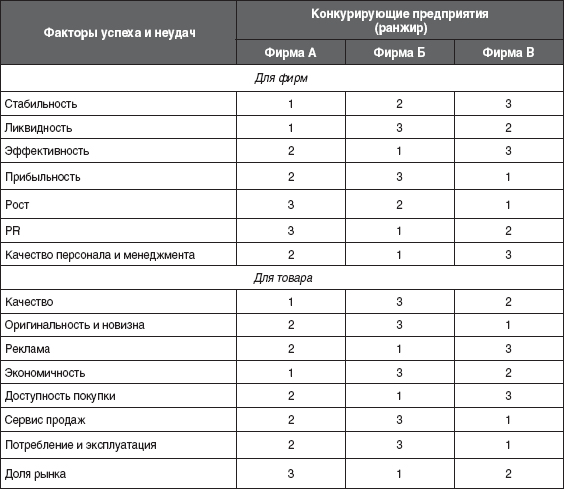 Факторы успеха и неудач
Конкурирующие предприятия
(ранжир)
Фирма А Фирма Б Фирма В
Для фирм
Стабильность 1 2 3
Ликвидность 1 3 2
Эффективность 2 1 3
Прибыльность 2 3 1
Рост 3 2 1
PR 3 1 2
Качество персонала и менеджмента 2 1 3
Для товара
Качество 1 3 2
Оригинальность и новизна 2 3 1
Реклама 2 1 3
Экономичность 1 3 2
Доступность покупки 2 1 3
Сервис продаж 2 3 1
Потребление и эксплуатация 2 3 1
Доля рынка 3 1 2